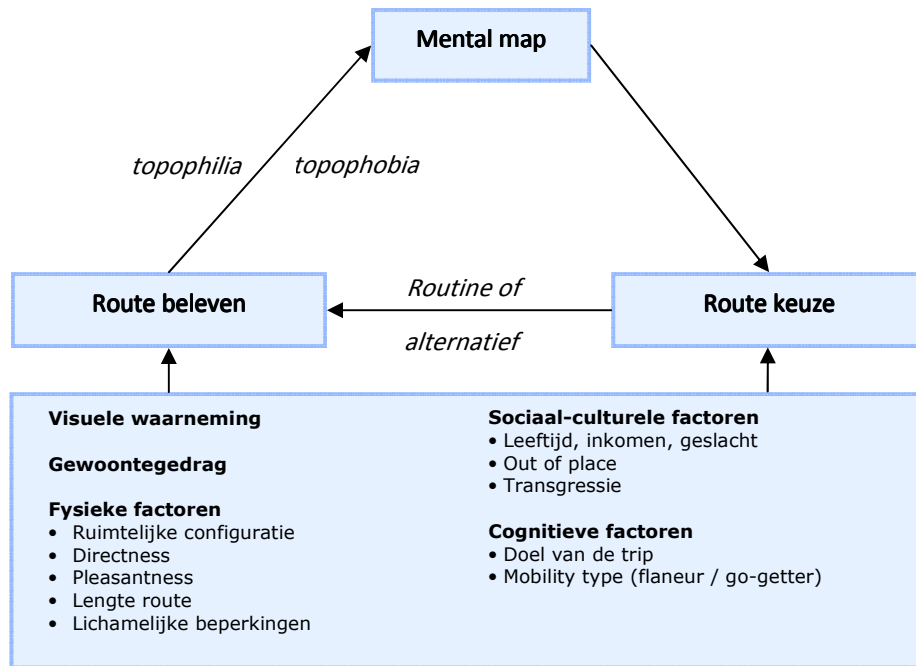 Mental map
topophilia
topophobia
Route beleven
Routine of
alternatief
Route keuze
Visuele waarneming
Gewoontegedrag
Fysieke factoren
• Ruimtelijke configuratie
• Directness
• Pleasantness
• Lengte route
• Lichamelijke beperkingen
Sociaal-culturele factoren
• Leeftijd, inkomen, geslacht
• Out of place
• Transgressie
Cognitieve factoren
• Doel van de trip
• Mobility type (flaneur / go-getter)